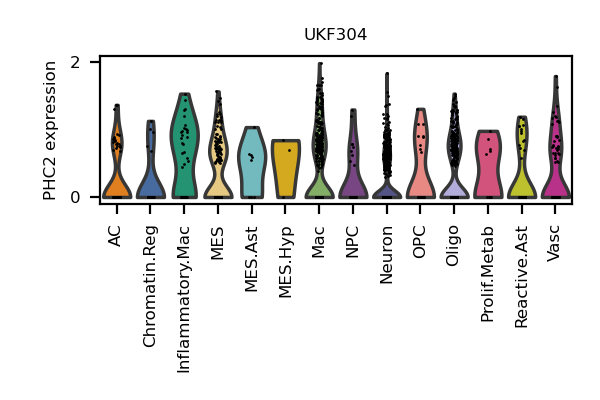 UKF304
PHC2 expression
2
0
AC
Chromatin.Reg
Inflammatory.Mac
MES
MES.Ast
MES.Hyp
Mac
NPC
Neuron
OPC
Oligo
Prolif.Metab
Reactive.Ast
Vasc